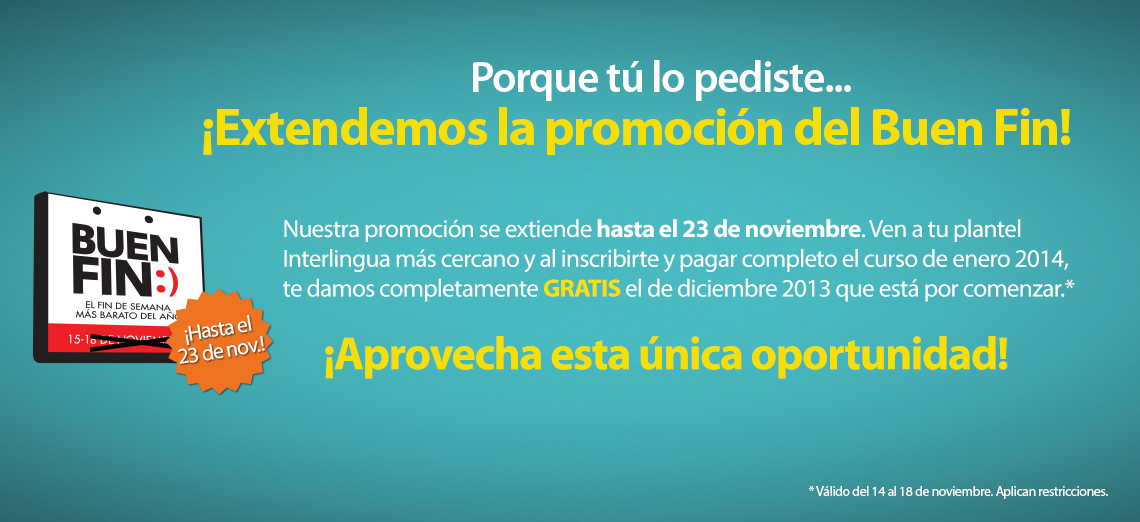 Porque tú lo pediste...
¡Extendemos la promoción del Buen Fin!
Nuestra promoción se extiende hasta el 23 de noviembre. Ven a tu plantel
Interlingua más cercano y al inscribirte y pagar completo el curso de enero 2014,
te damos completamente GRATIS el de diciembre 2013 que está por comenzar.*
¡Aprovecha esta única oportunidad!
BUEN
FIN:)
EL FIN DE SEMANA
MÁS BARATO DEL AÑO
15-18 DE
¡Hasta el
23 de nov.!
* Válido del 14 al 18 de noviembre. Aplican restricciones.